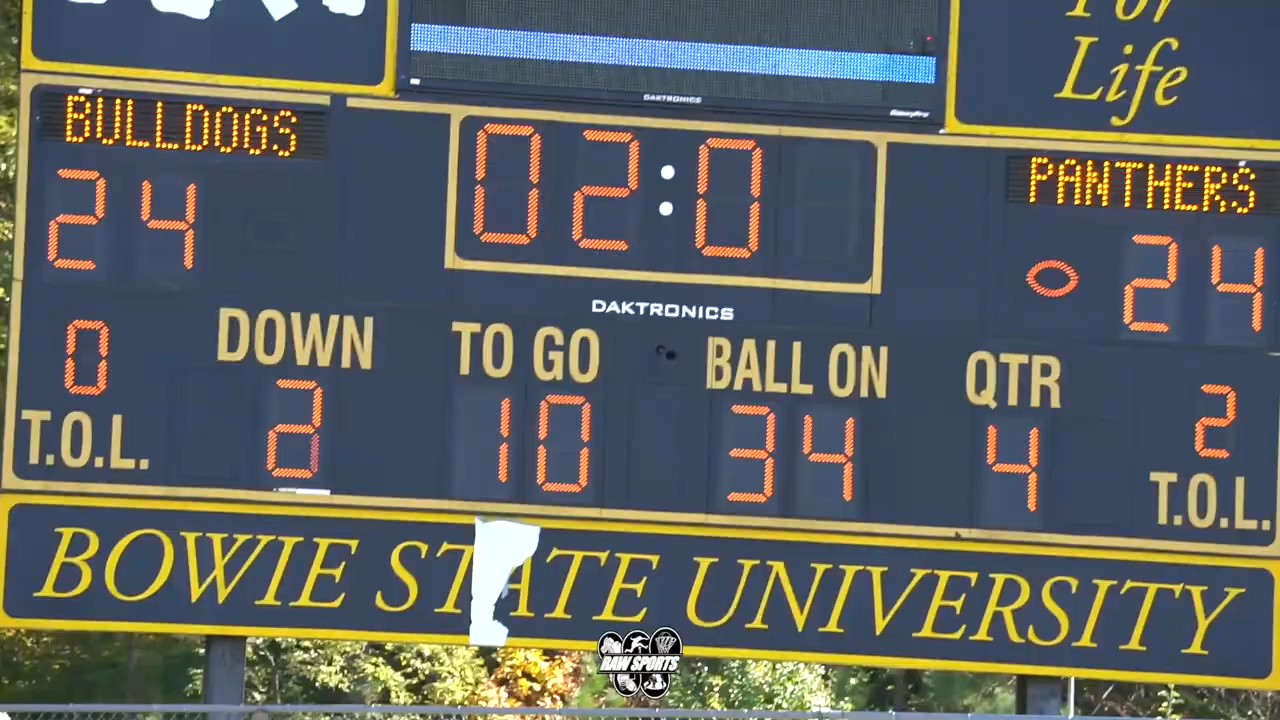 For
Life
DAKTRONICS
BULLDOGS
02:0
PANTHERS
24
24
DAKTRONICS
DOWN TO GO BALL ON QTR
0 2 10 34 4 2
T.O.L. T.O.L.
BOWIE STATE UNIVERSITY
RAW SPORTS